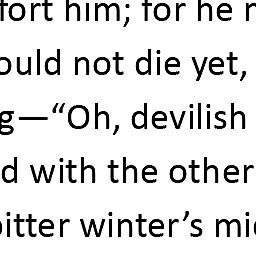 fort him; for he
ould not die yet,
g—“Oh, devilish
d with the other
bitter winter’s mi